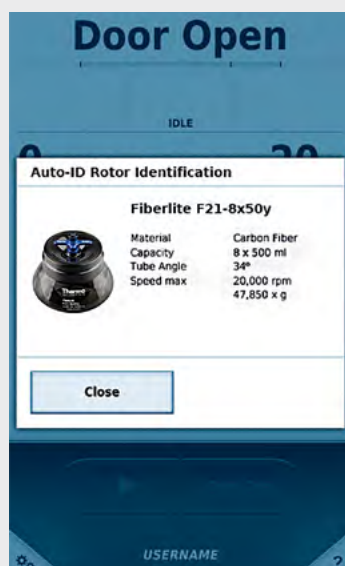 Door Open
IDLE
Auto-ID Rotor Identification
Fiberlite F21-8x50y
Material Carbon Fiber
Capacity 8 x 500 ml
Tube Angle 34°
Speed max 20,000 rpm
47,850 x g
Close
USERNAME
?